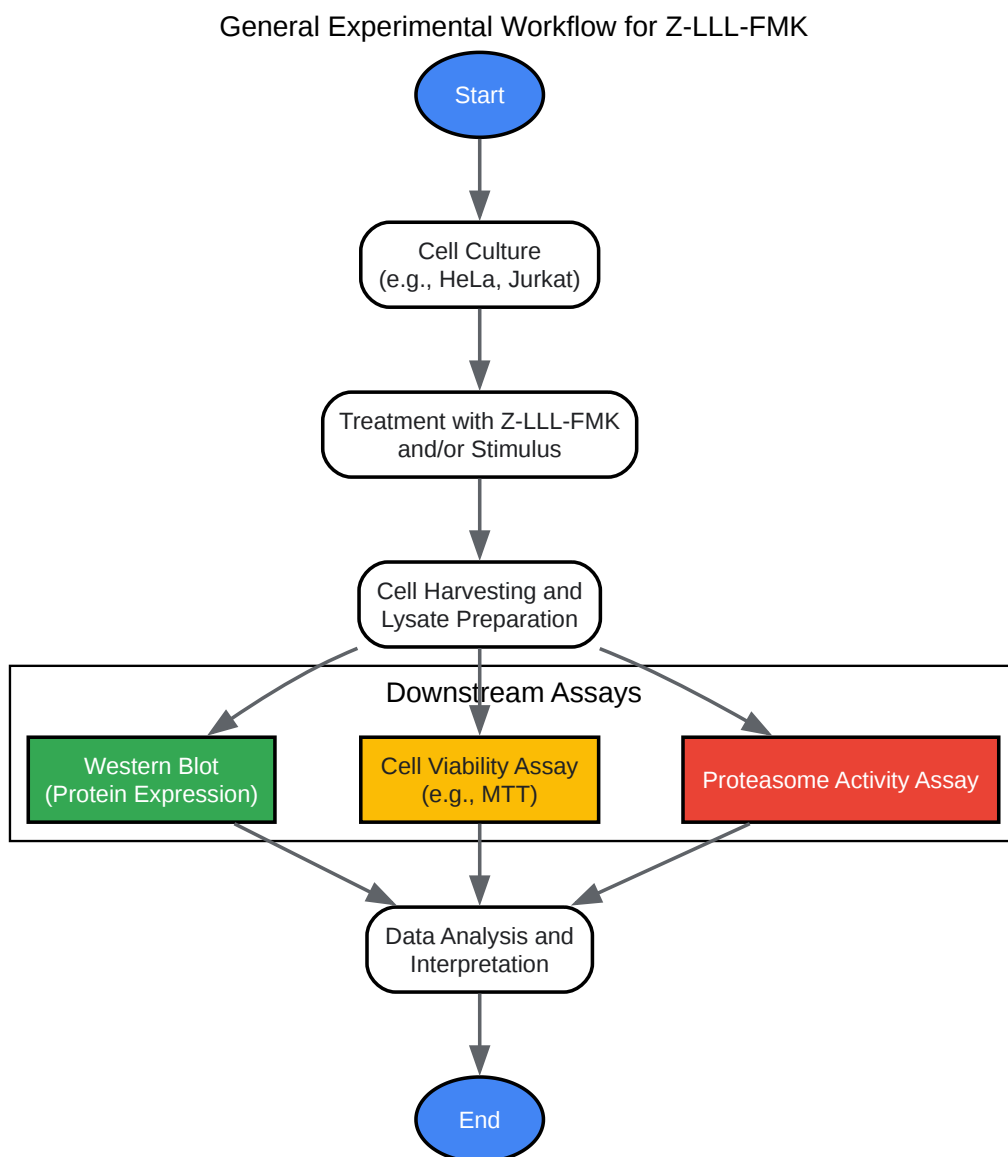 General Experimental Workflow for Z-LLL-FMK
Start
Cell Culture
(e.g., HeLa, Jurkat)
Treatment with Z-LLL-FMK
and/or Stimulus
Cell Harvesting and
Lysate Preparation
Downstream Assays
Western Blot
(Protein Expression)
Cell Viability Assay
(e.g., MTT)
Proteasome Activity Assay
Data Analysis and
Interpretation
End